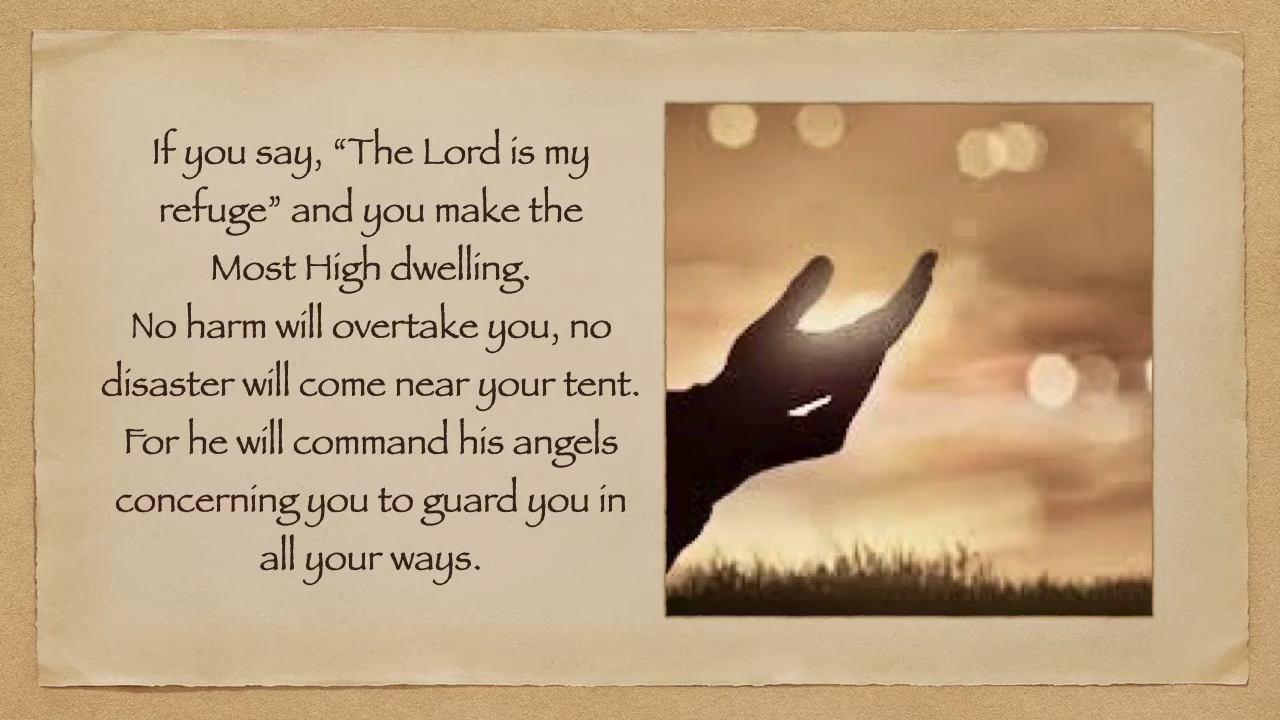 If you say, “The Lord is my
refuge” and you make the
Most High dwelling.
No harm will overtake you, no
disaster will come near your tent.
For he will command his angels
concerning you to guard you in
all your ways.